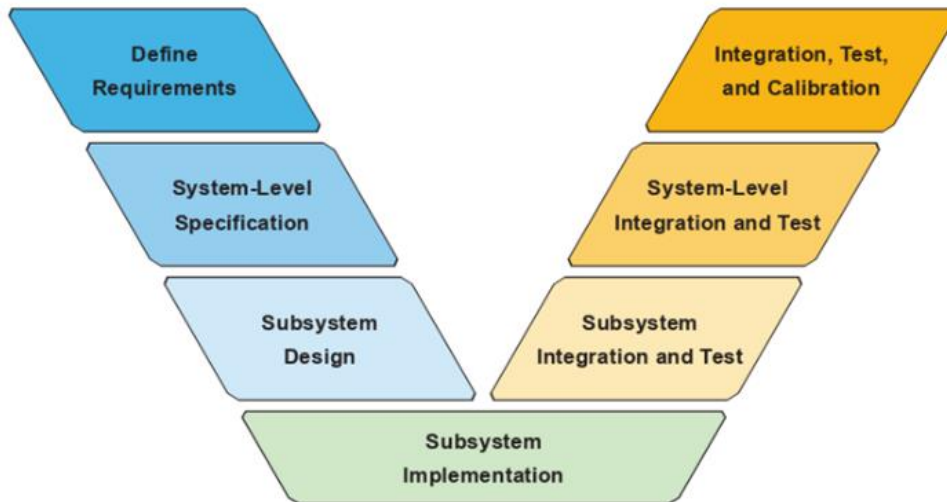 Define
Requirements
System-Level
Specification
Subsystem
Design
Subsystem
Implementation
Subsystem
Integration and Test
System-Level
Integration and Test
Integration, Test,
and Calibration